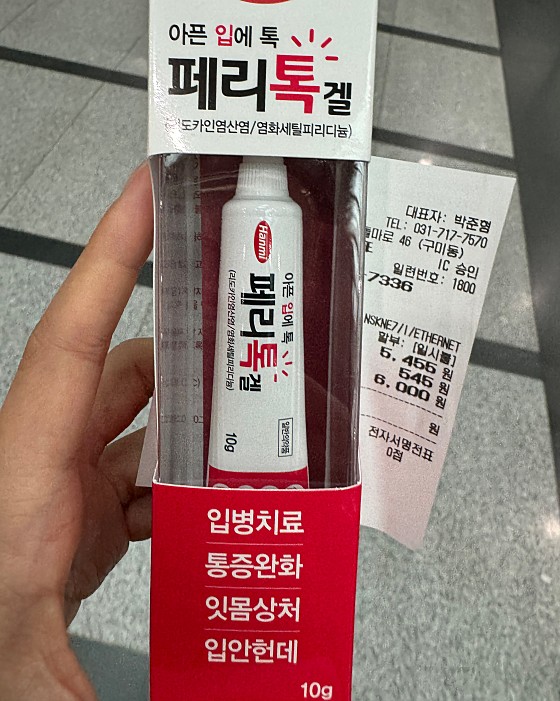 아픈 입에 톡
페리톡겔
(리도카인염산염/염화세틸피리디늄)
Hanmi
아픈 입에 톡
페리톡겔
(리도카인염산염/염화세틸피리디늄)
일반의약품
10g
입병치료
통증완화
잇몸상처
입안헌데
10g
대표자: 박준형
TEL: 031-717-7570
46 (구미동)
IC 승인
일련번호: 1800
-7336
NSKNE7/I/ETHERNET
할부: [일시불]
5,455 원
545 원
6,000 원
원
전자서명전표
0점